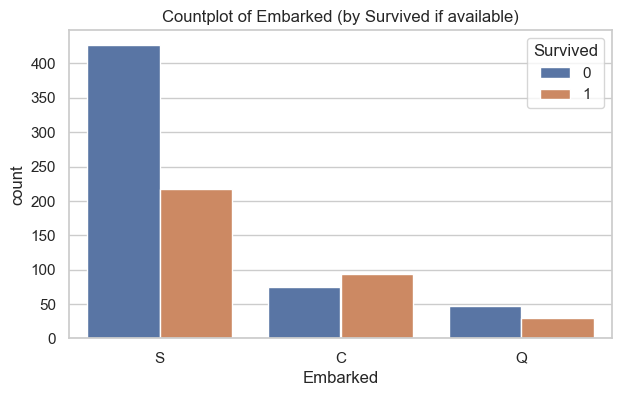 Countplot of Embarked (by Survived if available)
Survived
0
1
count
400
350
300
250
200
150
100
50
0
S C Q
Embarked